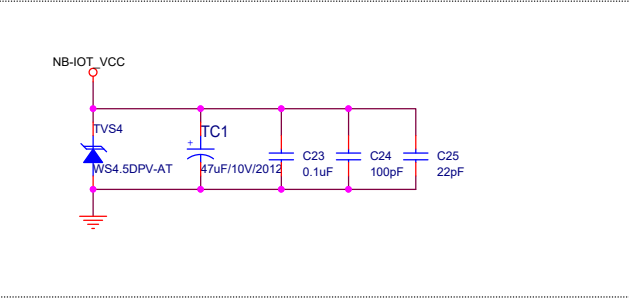 NB-IOT_VCC
TVS4
TC1
+
WS4.5DPV-AT
47uF/10V/2012
C23
0.1uF
C24
100pF
C25
22pF